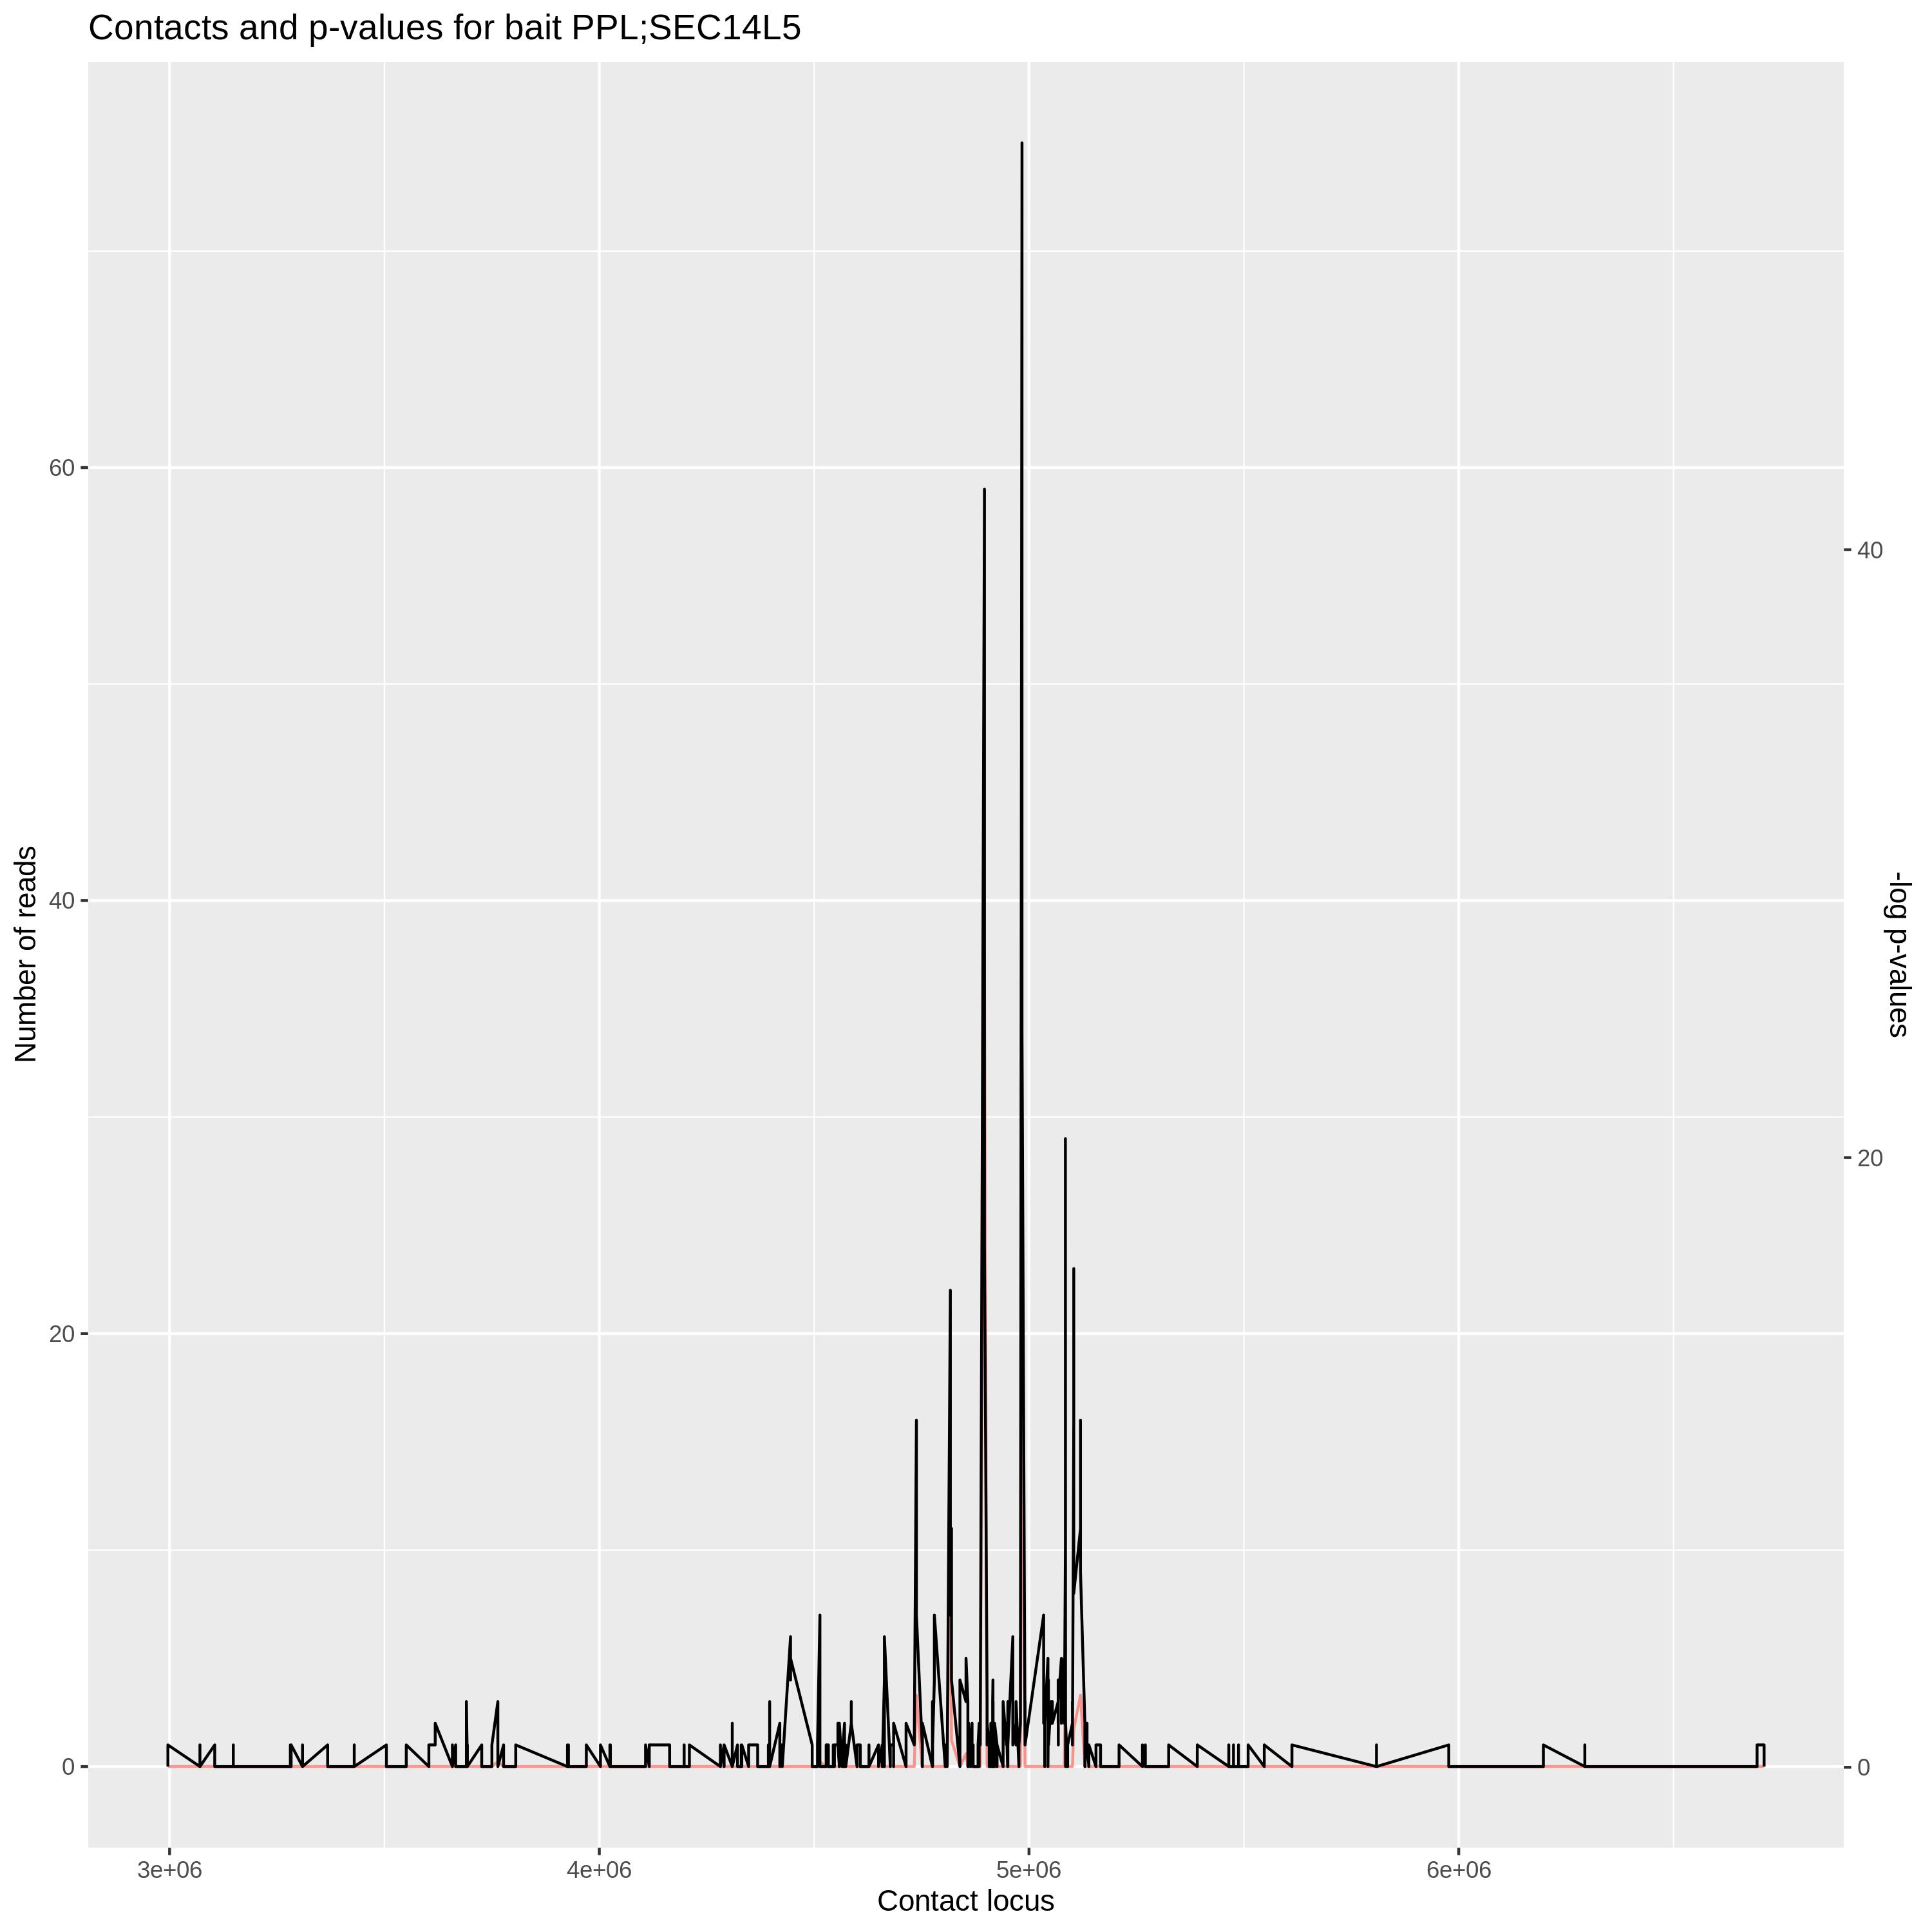 Contacts and p-values for bait PPL;SEC14L5
Number of reads
60
40
20
0
40
20
0
-log p-values
3e+06
4e+06
5e+06
6e+06
Contact locus